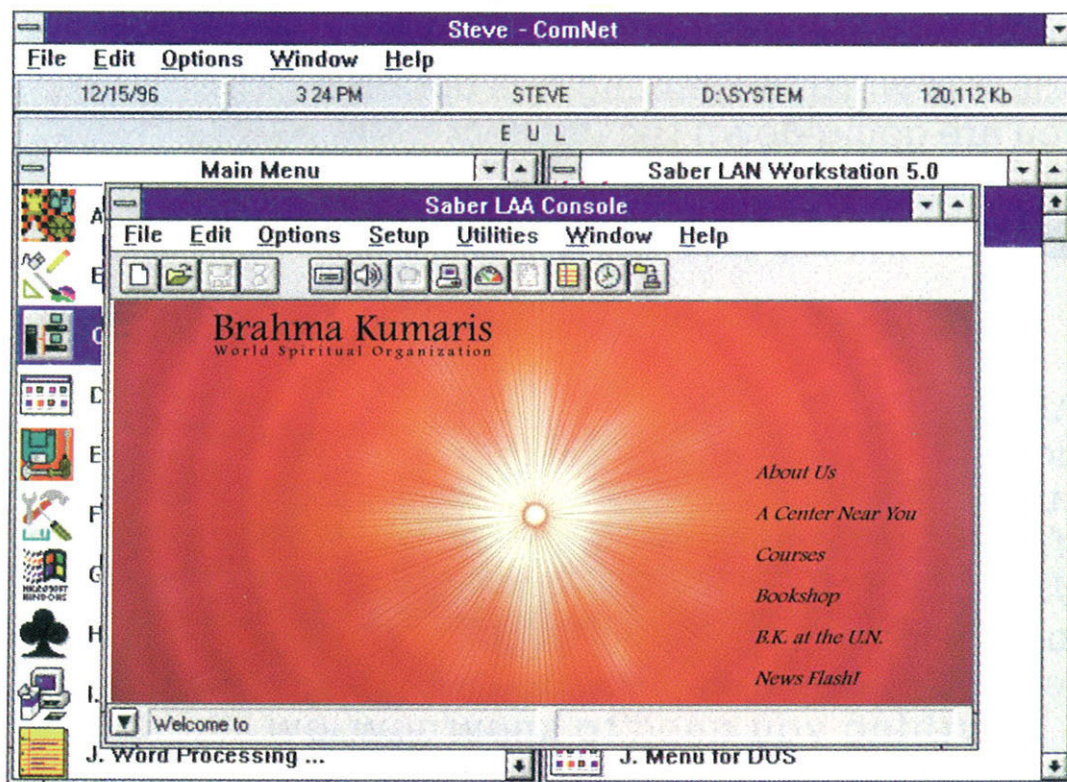 Steve - ComNet
File Edit Options Window Help
12/15/96 3 24 PM STEVE D:\SYSTEM 120,112 Kb
E U L
Main Menu Saber LAN Workstation 5.0
Saber LAA Console
File Edit Options Setup Utilities Window Help
Brahma Kumaris
World Spiritual Organization
About Us
A Center Near You
Courses
Bookshop
B.K. at the U.N.
News Flash!
A
E
D
E
F
MICROSOFT
WINDOWS
G
H
I.
Welcome to
J. Word Processing ... J. Menu for DOS